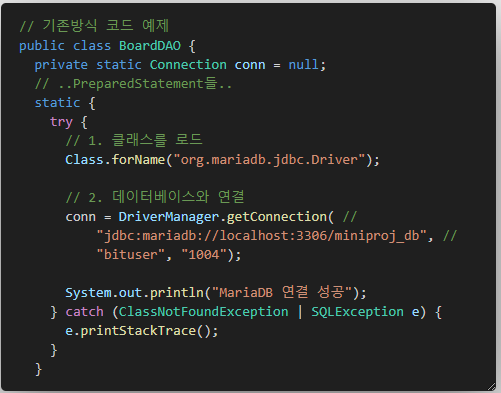 // 기존방식 코드 예제
public class BoardDAO {
private static Connection conn = null;
// ..PreparedStatement들..
static {
try {
// 1. 클래스를 로드
Class.forName("org.mariadb.jdbc.Driver");
// 2. 데이터베이스와 연결
conn = DriverManager.getConnection( //
"jdbc:mariadb://localhost:3306/miniproj_db", //
"bituser", "1004");
System.out.println("MariaDB 연결 성공");
} catch (ClassNotFoundException | SQLException e) {
e.printStackTrace();
}
}